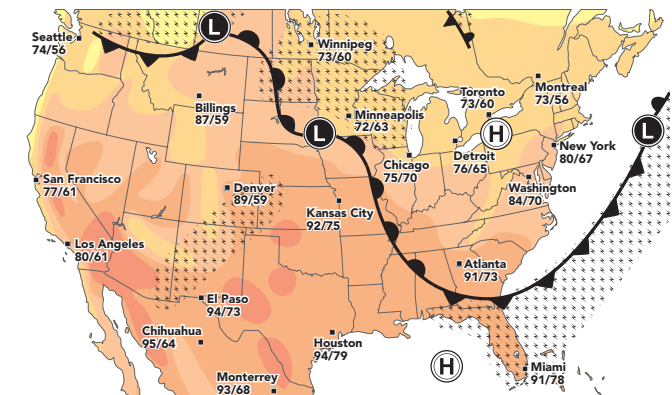 L
Seattle
74/56
Winnipeg
73/60
Billings
87/59
Minneapolis
72/63
L
Toronto
73/60
Montreal
73/56
H
L
Chicago
75/70
Detroit
76/65
New York
80/67
San Francisco
77/61
Denver
89/59
Kansas City
92/75
Washington
84/70
Los Angeles
80/61
Atlanta
91/73
El Paso
94/73
Chihuahua
95/64
Houston
94/79
H
Miami
91/78
Monterrey
93/68